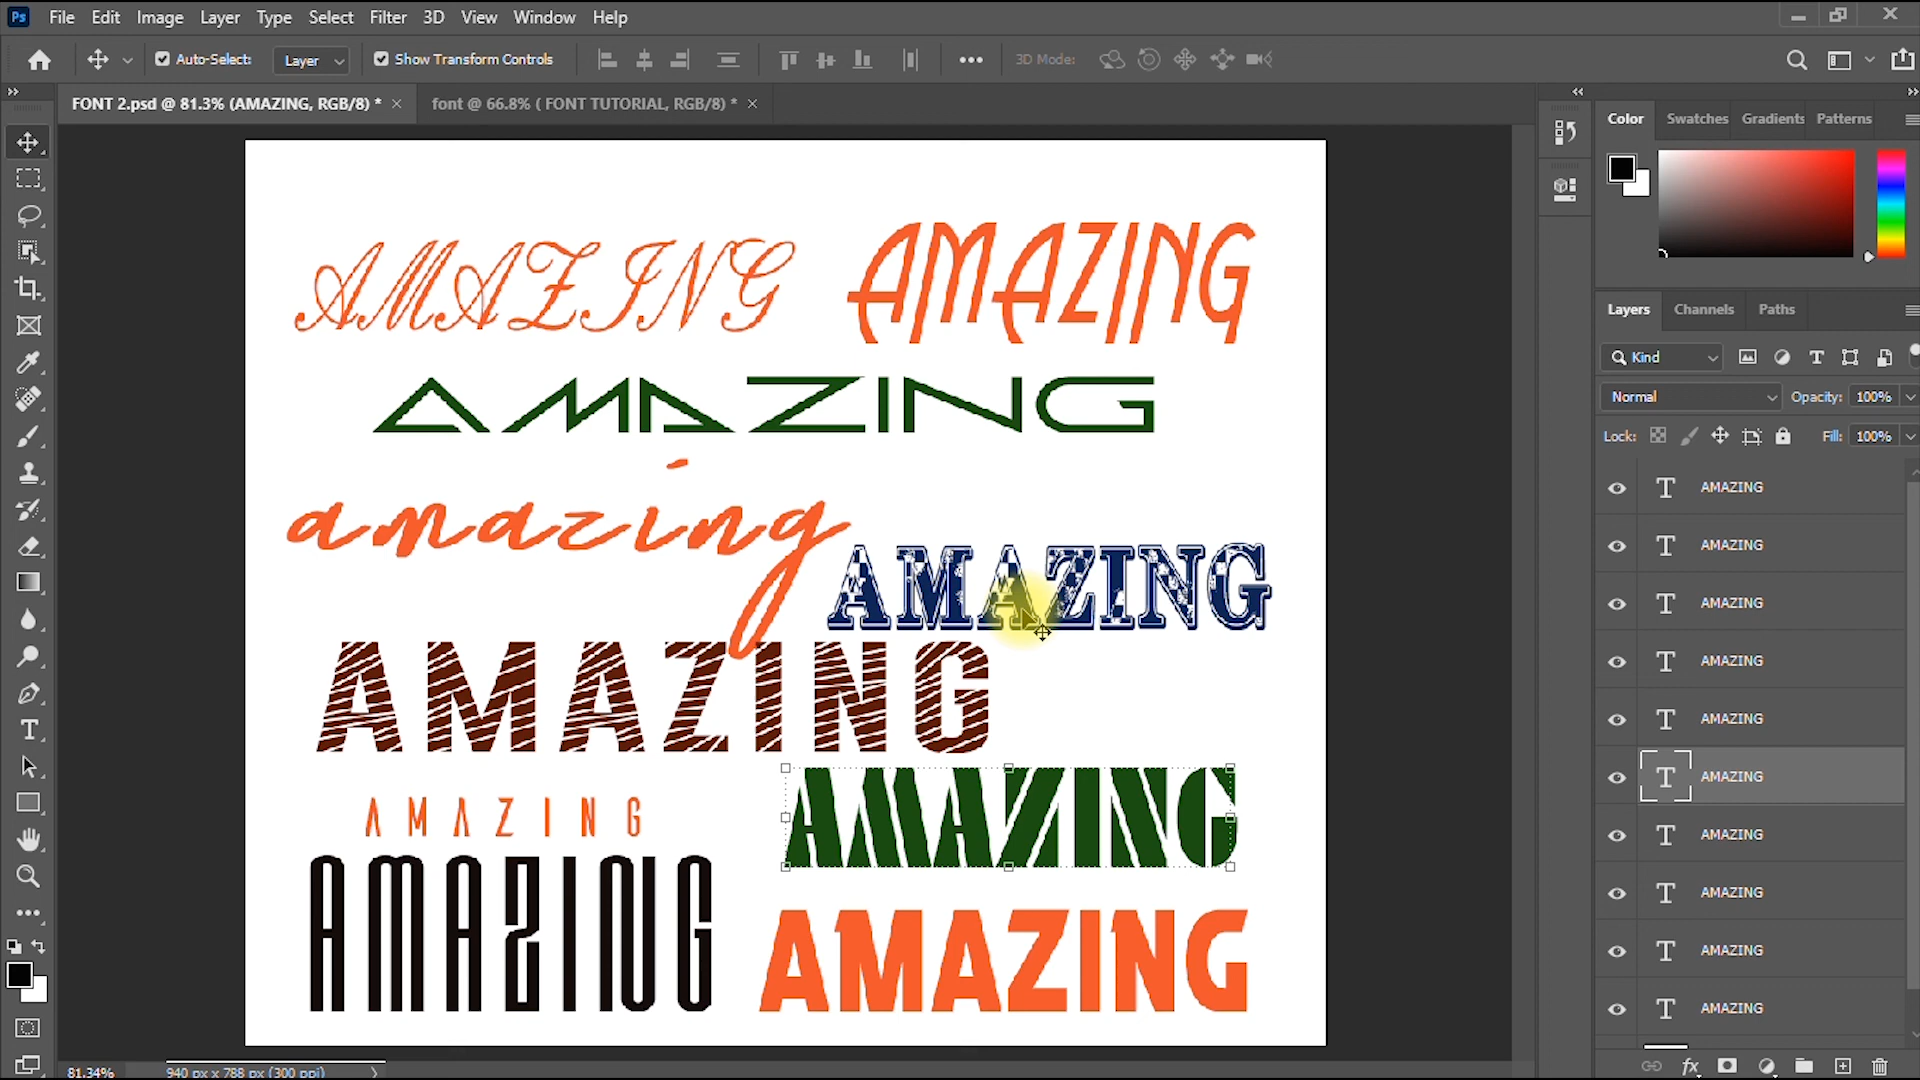 Ps File Edit Image Layer Type Select Filter 3D View Window Help
Auto-Select: Layer Show Transform Controls 3D Mode:
FONT 2.psd @ 81.3% (AMAZING, RGB/8) * × font @ 66.8% ( FONT TUTORIAL, RGB/8) * ×
Color Swatches Gradients Patterns
AMAZING AMAZING
AMAZING
amazing
AMAZING
AMAZING
AMAZING
AMAZING
AMAZING
AMAZING
Layers Channels Paths
Kind
Normal Opacity: 100%
Lock: Fill: 100%
T AMAZING
T AMAZING
T AMAZING
T AMAZING
T AMAZING
T AMAZING
T AMAZING
T AMAZING
T AMAZING
T AMAZING
fx
81.34% 940 px x 788 px (300 ppi)